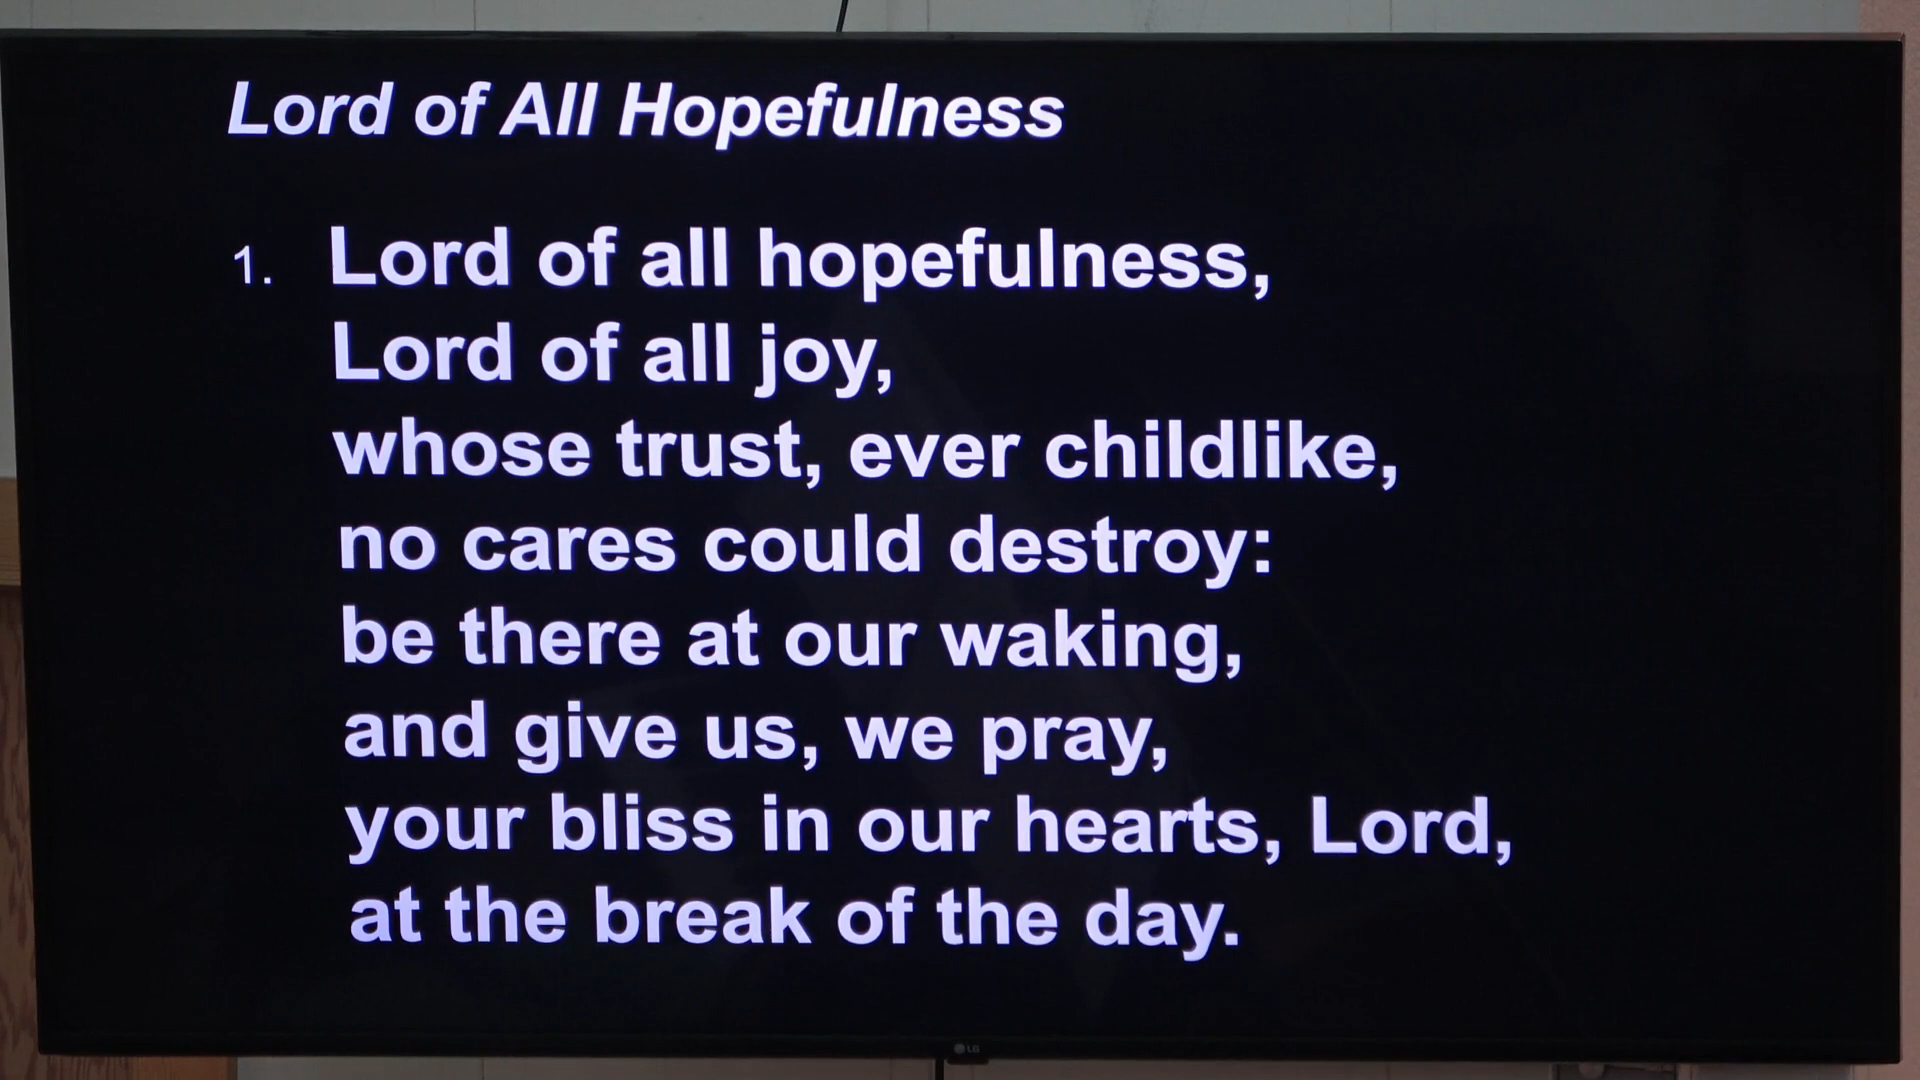 Lord of All Hopefulness
1. Lord of all hopefulness,
Lord of all joy,
whose trust, ever childlike,
no cares could destroy:
be there at our waking,
and give us, we pray,
your bliss in our hearts, Lord,
at the break of the day.
LG